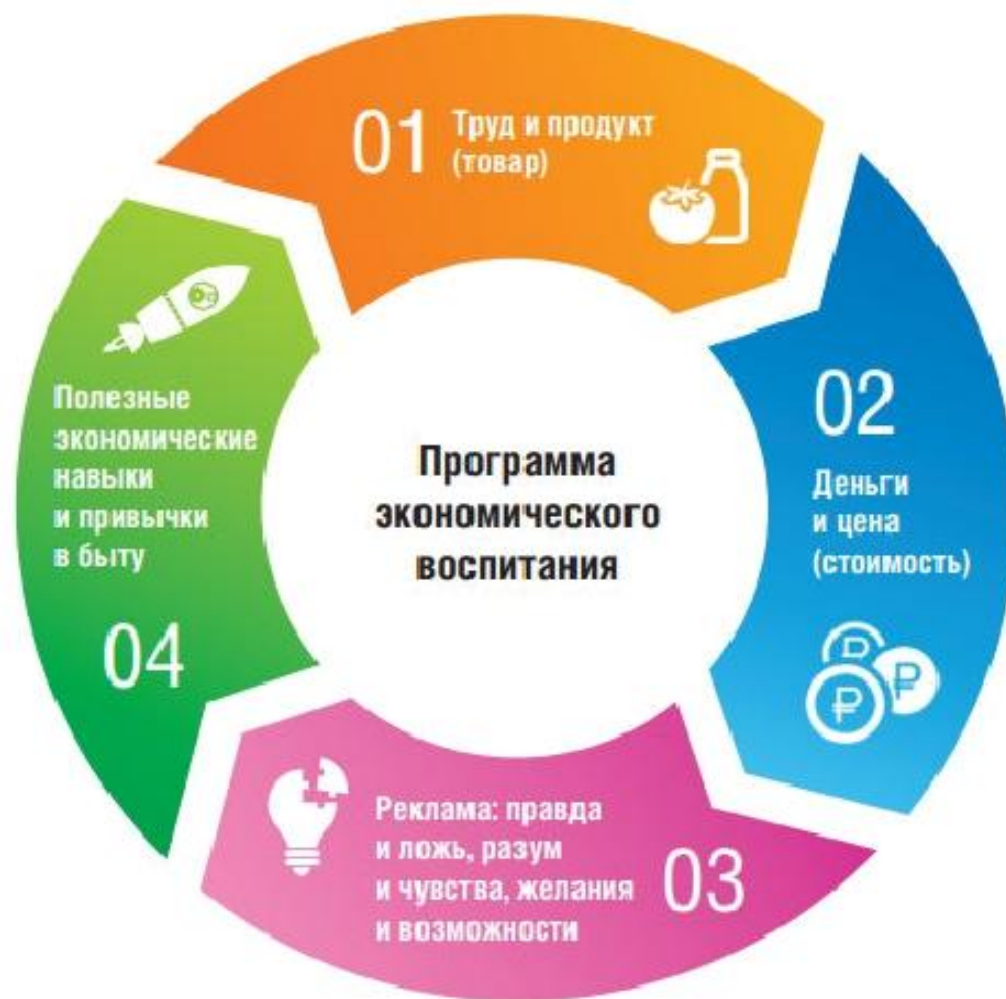 01
Труд и продукт
(товар)
02
Деньги
и цена
(стоимость)
₽
₽
₽
03
Реклама: правда
и ложь, разум
и чувства, желания
и возможности
04
Полезные
экономические
навыки
и привычки
в быту
Программа
экономического
воспитания